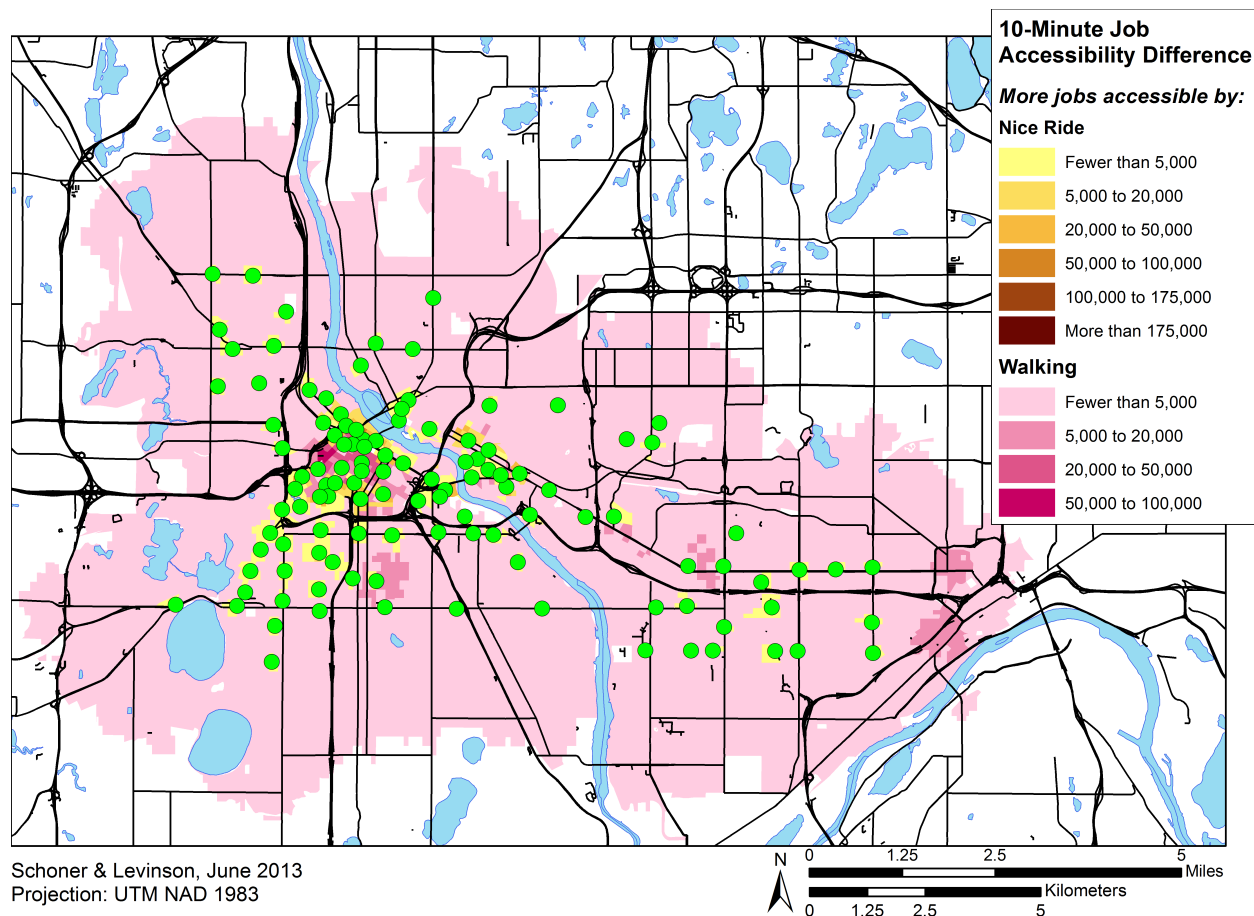 10-Minute Job
Accessibility Difference
More jobs accessible by:
Nice Ride
Fewer than 5,000
5,000 to 20,000
20,000 to 50,000
50,000 to 100,000
100,000 to 175,000
More than 175,000
Walking
Fewer than 5,000
5,000 to 20,000
20,000 to 50,000
50,000 to 100,000
Schoner & Levinson, June 2013
Projection: UTM NAD 1983
N
0 1.25 2.5 5
Miles
Kilometers
0 1.25 2.5 5